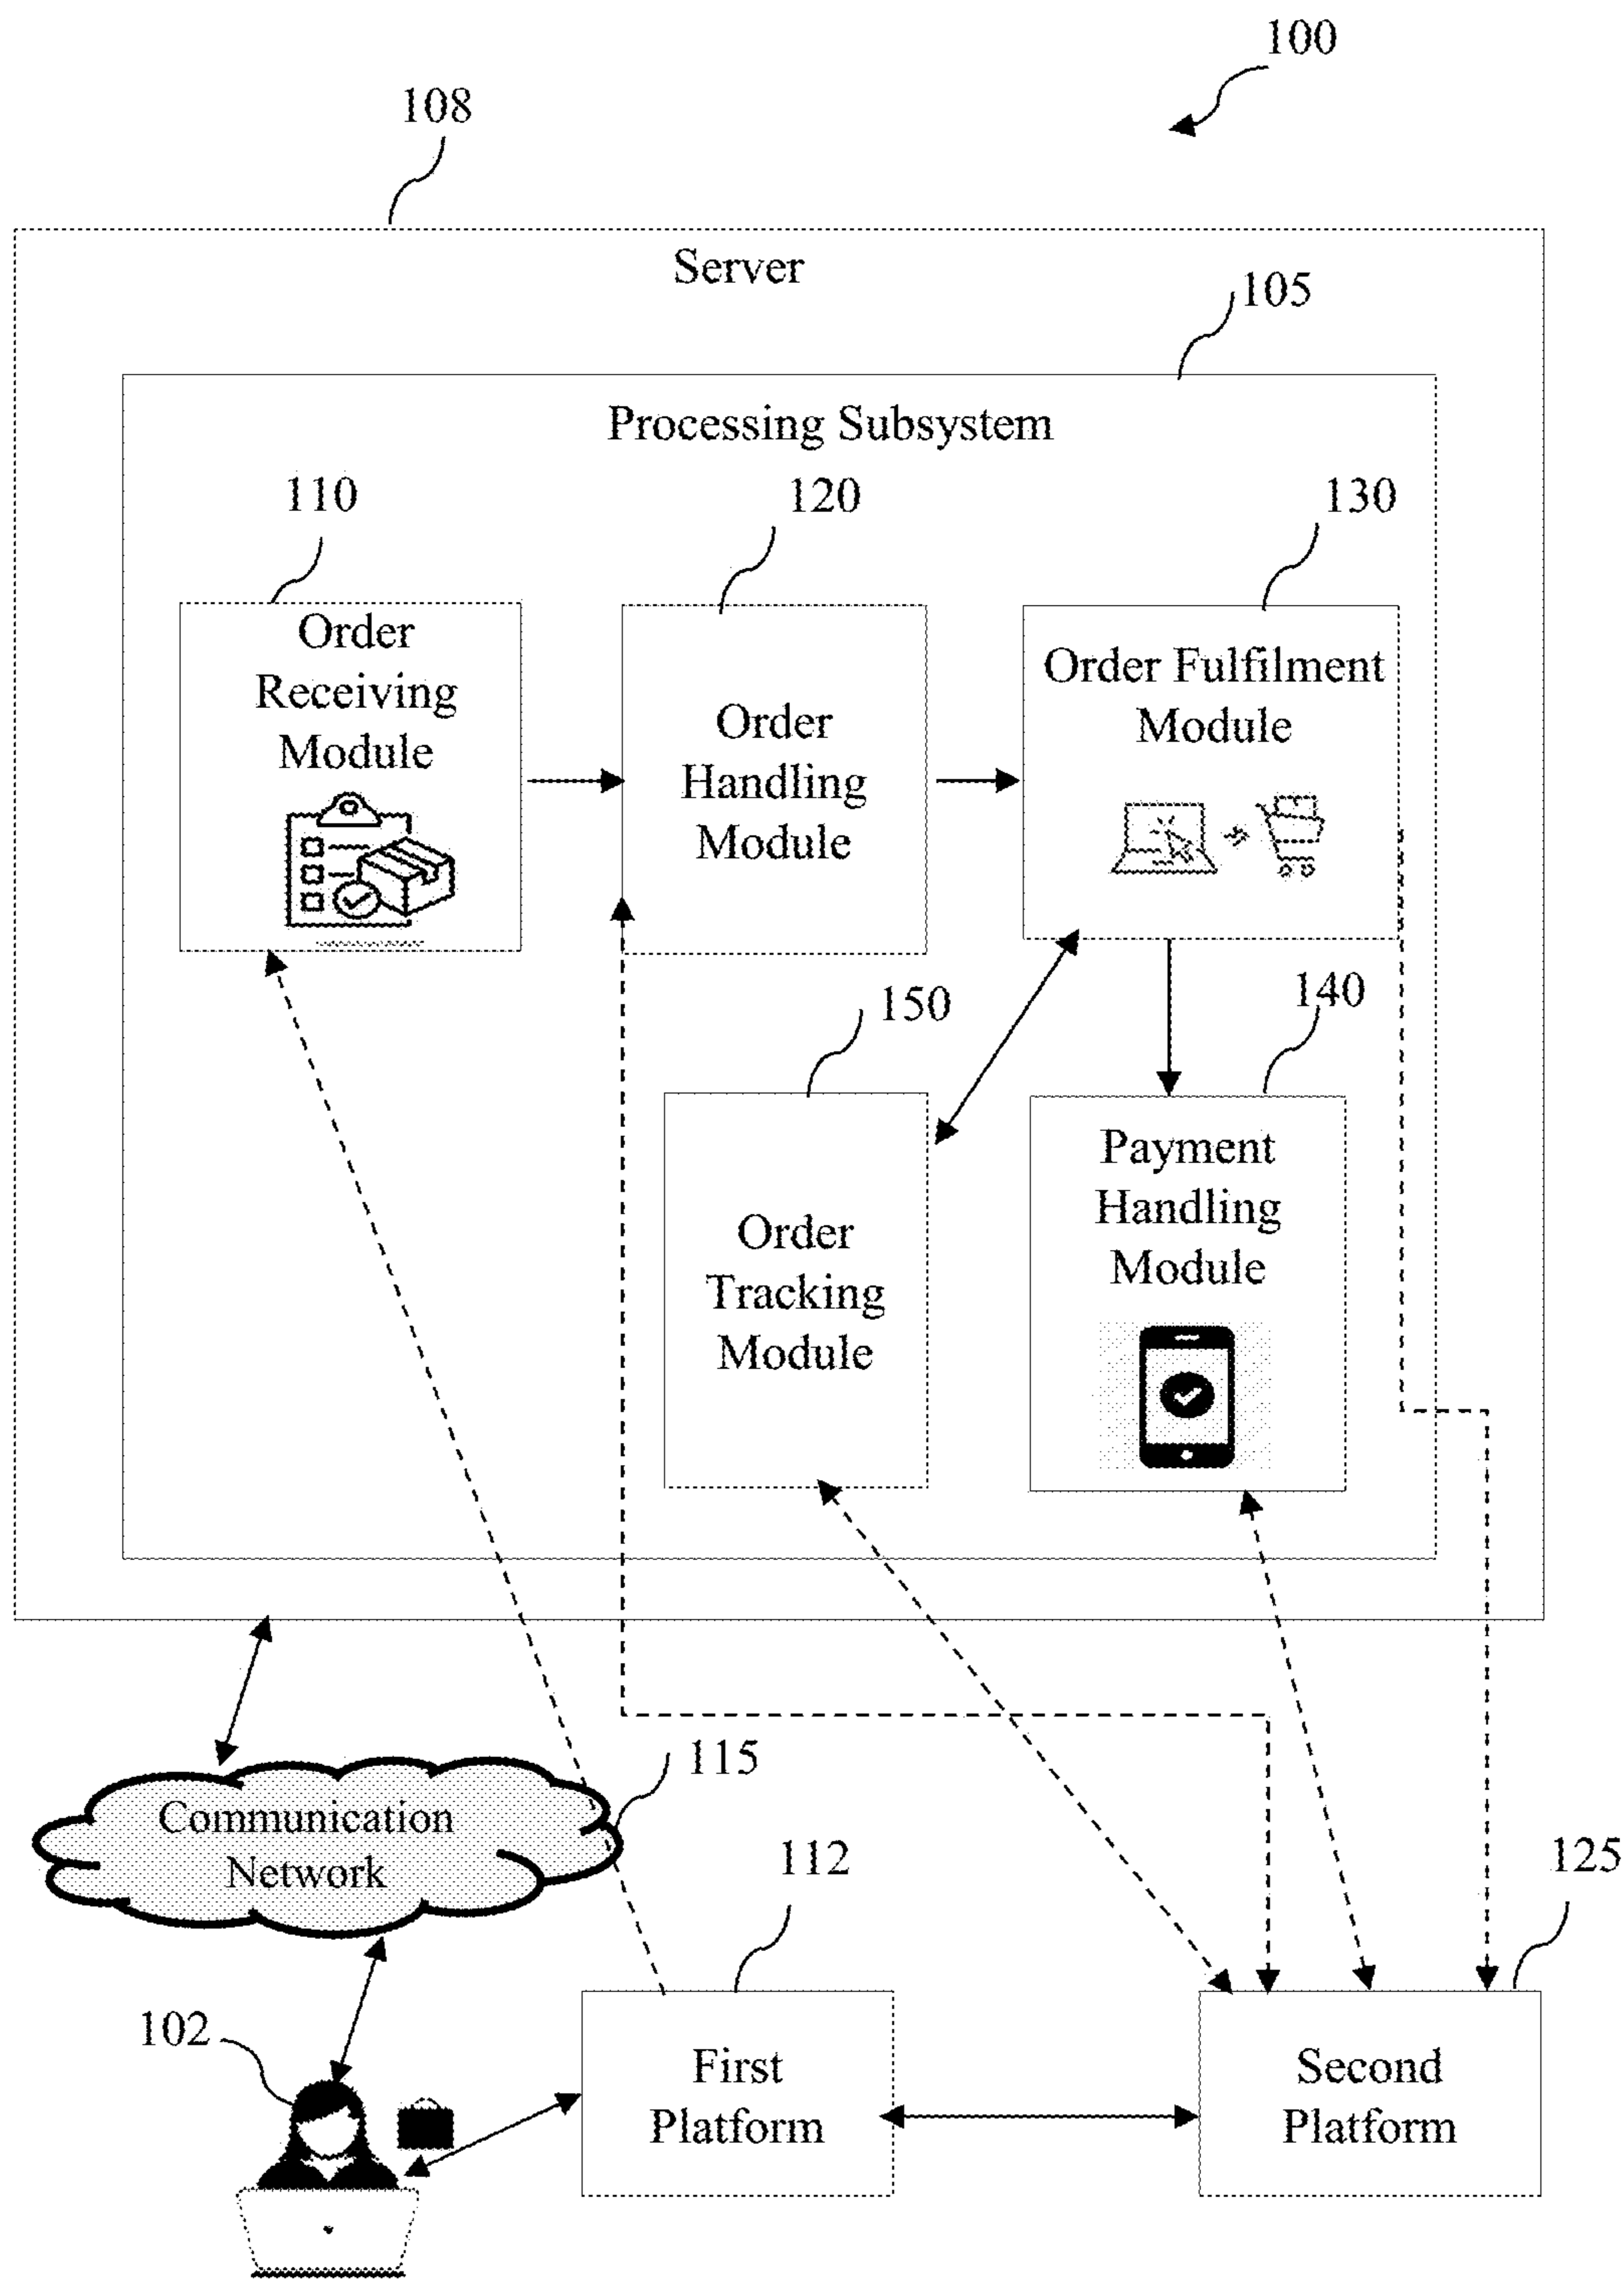 100
108
Server
105
Processing Subsystem
110
120
130
Order
Receiving
Module
Order
Handling
Module
Order Fulfilment
Module
150
140
Order
Tracking
Module
Payment
Handling
Module
115
Communication
Network
112
125
102
First
Platform
Second
Platform